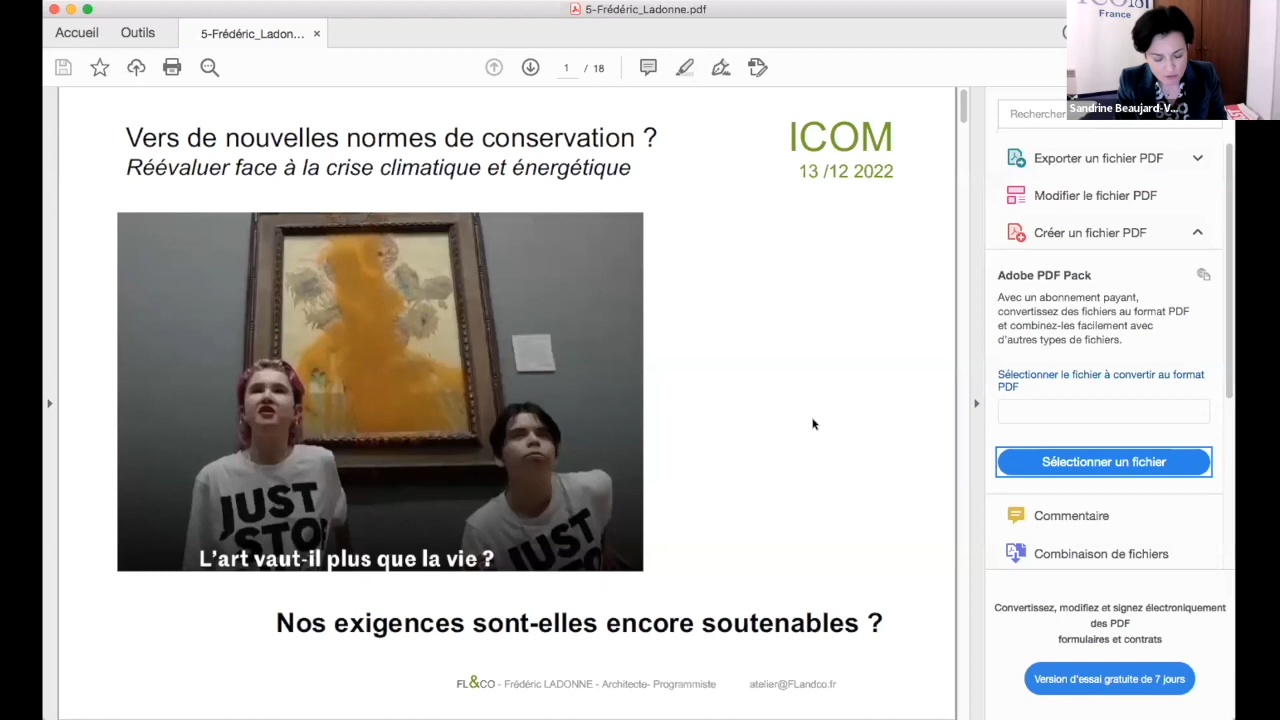 5-Frédéric_Ladonne.pdf
Accueil
Outils
5-Frédéric_Ladon...
1 / 18
France
Sandrine Beaujard-V...
Rechercher
Vers de nouvelles normes de conservation ?
Réévaluer face à la crise climatique et énergétique
ICOM
13 /12 2022
JUST
STO
JUST
L'art vaut-il plus que la vie ?
Nos exigences sont-elles encore soutenables ?
FL&CO - Frédéric LADONNE - Architecte- Programmiste
atelier@FLandco.fr
Exporter un fichier PDF
Modifier le fichier PDF
Créer un fichier PDF
Adobe PDF Pack
Avec un abonnement payant,
convertissez des fichiers au format PDF
et combinez-les facilement avec
d'autres types de fichiers.
Sélectionner le fichier à convertir au format
PDF
Sélectionner un fichier
Commentaire
Combinaison de fichiers
Convertissez, modifiez et signez électroniquement
des PDF
formulaires et contrats
Version d'essai gratuite de 7 jours